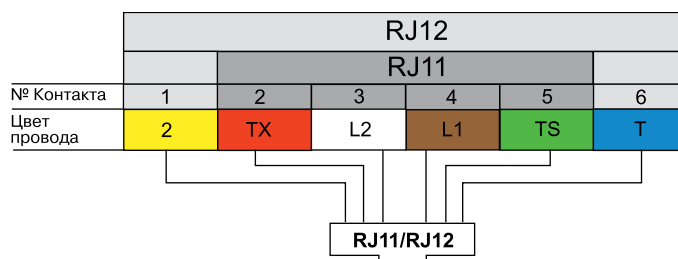 RJ12
RJ11
№ Контакта 1 2 3 4 5 6
Цвет провода 2 TX L2 L1 TS T
RJ11/RJ12